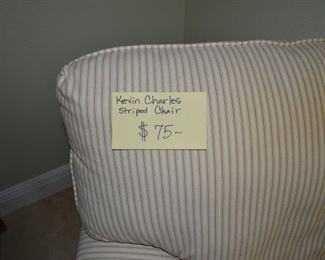 Kevin Charles
Striped Chair
$ 75-